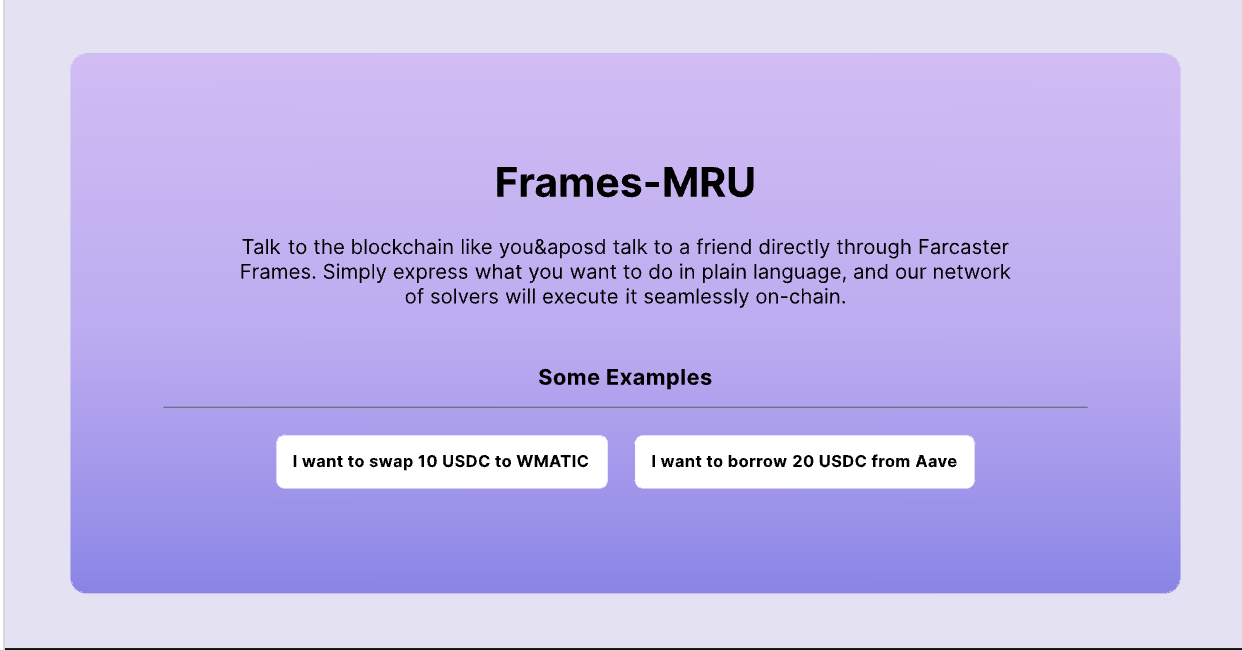 Frames-MRU
Talk to the blockchain like you&aposd talk to a friend directly through Farcaster
Frames. Simply express what you want to do in plain language, and our network
of solvers will execute it seamlessly on-chain.
Some Examples
I want to swap 10 USDC to WMATIC
I want to borrow 20 USDC from Aave